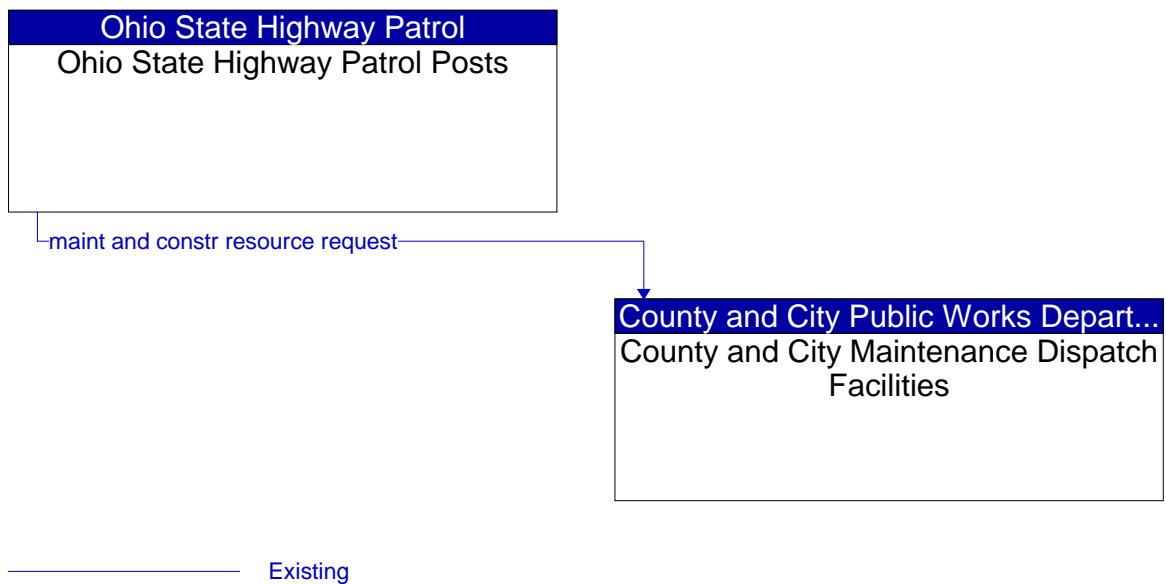 Ohio State Highway Patrol
Ohio State Highway Patrol Posts
maint and constr resource request
County and City Public Works Depart...
County and City Maintenance Dispatch
Facilities
Existing